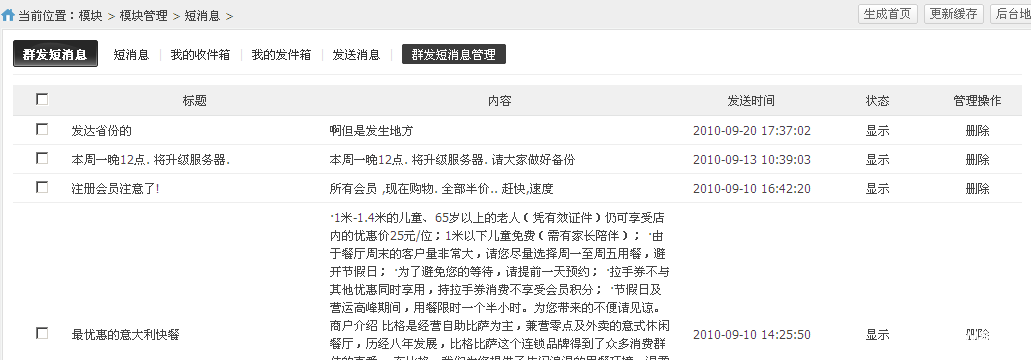 当前位置：模块 > 模块管理 > 短消息 >
生成首页 更新缓存 后台地
群发短消息 短消息 我的收件箱 我的发件箱 发送消息 群发短消息管理
标题 内容 发送时间 状态 管理操作
发达省份的 啊但是发生地方 2010-09-20 17:37:02 显示 删除
本周一晚12点. 将升级服务器. 本周一晚12点. 将升级服务器. 请大家做好备份 2010-09-13 10:39:03 显示 删除
注册会员注意了! 所有会员 ,现在购物. 全部半价.. 赶快,速度 2010-09-10 16:42:20 显示 删除
·1米-1.4米的儿童、65岁以上的老人（凭有效证件）仍可享受店
内的优惠价25元/位；1米以下儿童免费（需有家长陪伴）； ·由
于餐厅周末的客户量非常大，请您尽量选择周一至周五用餐，避
开节假日； ·为了避免您的等待，请提前一天预约； ·拉手券不与
其他优惠同时享用，持拉手券消费不享受会员积分； ·节假日及
营运高峰期间，用餐限时一个半小时。为您带来的不便请见谅。
商户介绍 比格是经营自助比萨为主，兼营零点及外卖的意式休闲
最优惠的意大利快餐 2010-09-10 14:25:50 显示 删除
餐厅，历经八年发展，比格比萨这个连锁品牌得到了众多消费群